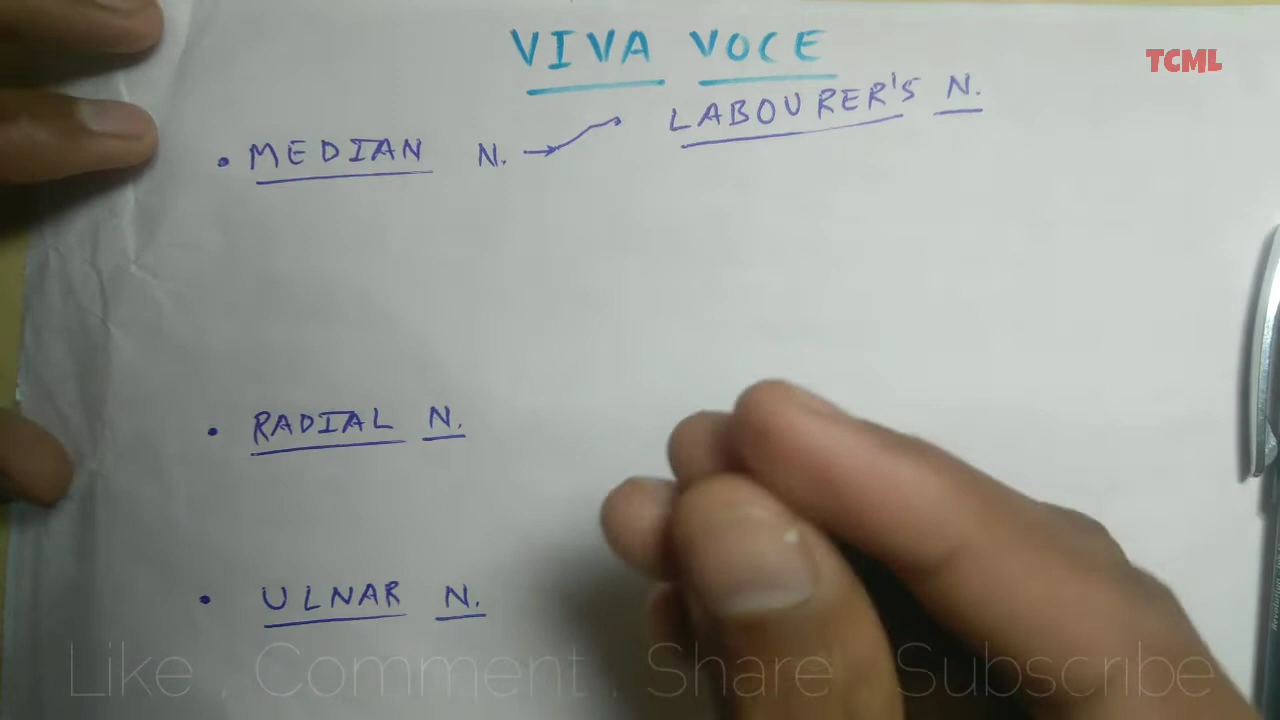 VIVA VOCE
TCML
LABOURER'S N.
• MEDIAN N. →
• RADIAL N.
• ULNAR N.
Like . Comment . Share . Subscribe